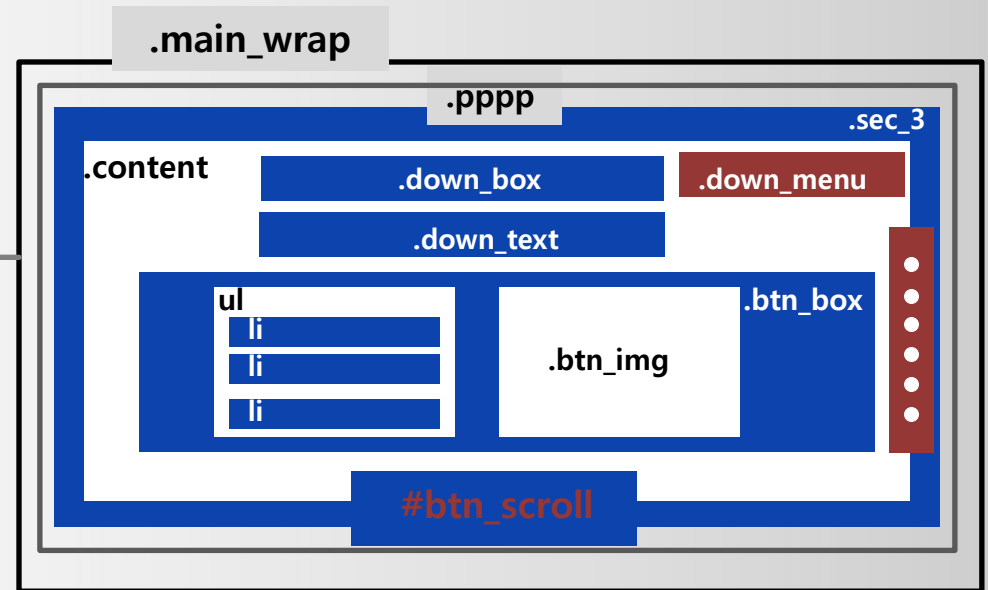 .main_wrap
.pppp
.sec_3
.content
.down_box
.down_menu
.down_text
ul
li
li
li
.btn_img
.btn_box
#btn_scroll